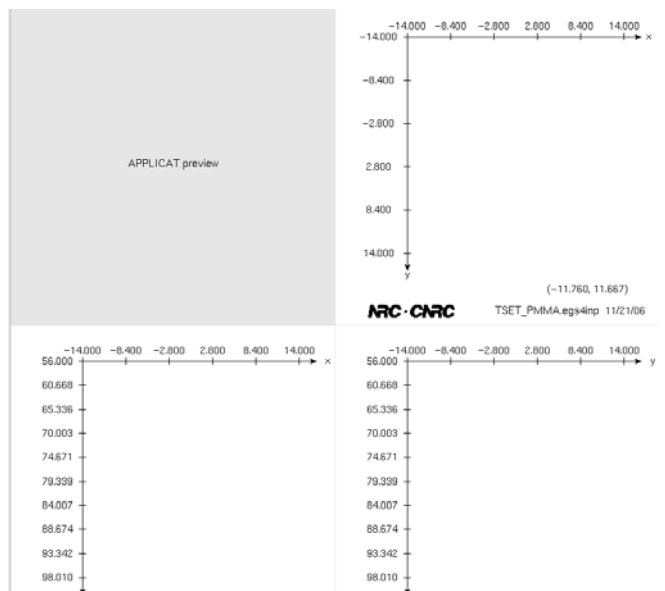 APPLICAT preview
-14.000 -8.400 -2.800 2.800 8.400 14.000
-14.000 x
-8.400
-2.800
2.800
8.400
14.000
y
(-11.760, 11.667)
NRC·CNRC TSET_PMMA.egs4inp 11/21/06
-14.000 -8.400 -2.800 2.800 8.400 14.000
56.000 x
60.668
65.336
70.003
74.671
79.339
84.007
88.674
93.342
98.010
-14.000 -8.400 -2.800 2.800 8.400 14.000
56.000 y
60.668
65.336
70.003
74.671
79.339
84.007
88.674
93.342
98.010